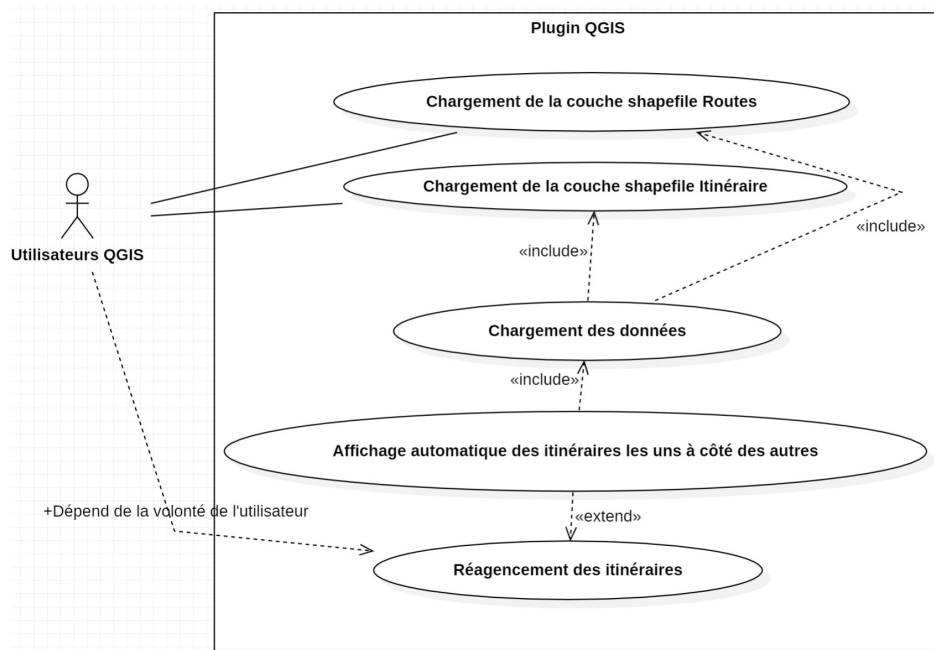 Plugin QGIS
Chargement de la couche shapefile Routes
Chargement de la couche shapefile Itinéraire
«include»
«include»
Utilisateurs QGIS
Chargement des données
«include»
Affichage automatique des itinéraires les uns à côté des autres
+Dépend de la volonté de l'utilisateur
«extend»
Réagencement des itinéraires